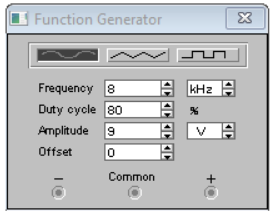 Function Generator
Frequency 8 kHz
Duty cycle 80 %
Amplitude 9 V
Offset 0
− Common +